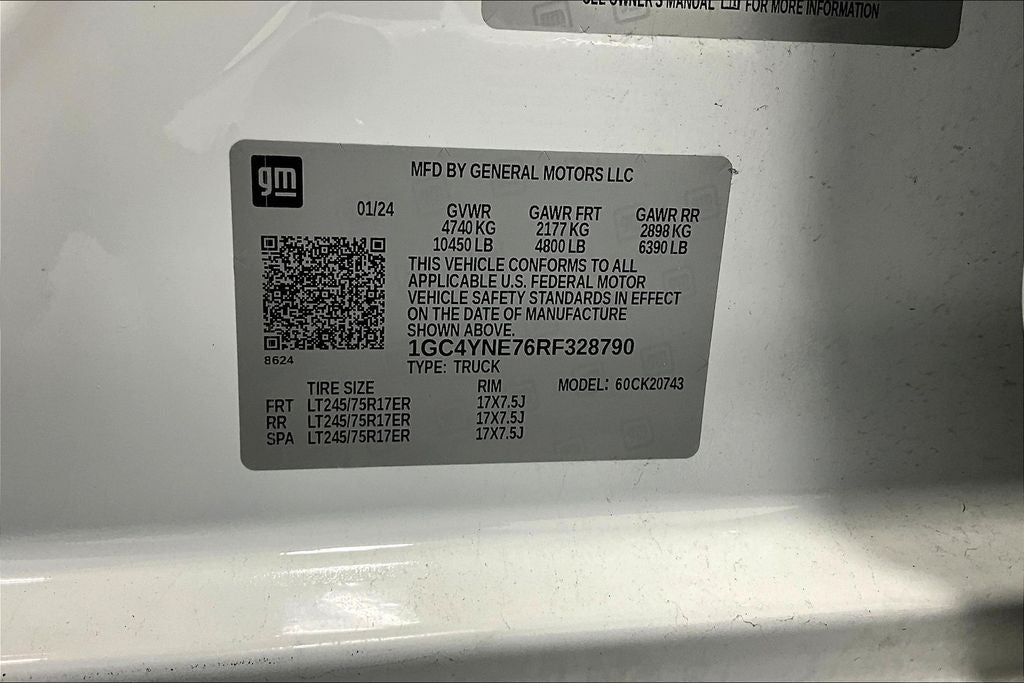 SEE OWNER'S MANUAL FOR MORE INFORMATION
gm
MFD BY GENERAL MOTORS LLC
01/24 GVWR GAWR FRT GAWR RR
4740 KG 2177 KG 2898 KG
10450 LB 4800 LB 6390 LB
THIS VEHICLE CONFORMS TO ALL
APPLICABLE U.S. FEDERAL MOTOR
VEHICLE SAFETY STANDARDS IN EFFECT
ON THE DATE OF MANUFACTURE
SHOWN ABOVE.
8624
1GC4YNE76RF328790
TYPE: TRUCK
TIRE SIZE RIM MODEL: 60CK20743
FRT LT245/75R17ER 17X7.5J
RR LT245/75R17ER 17X7.5J
SPA LT245/75R17ER 17X7.5J